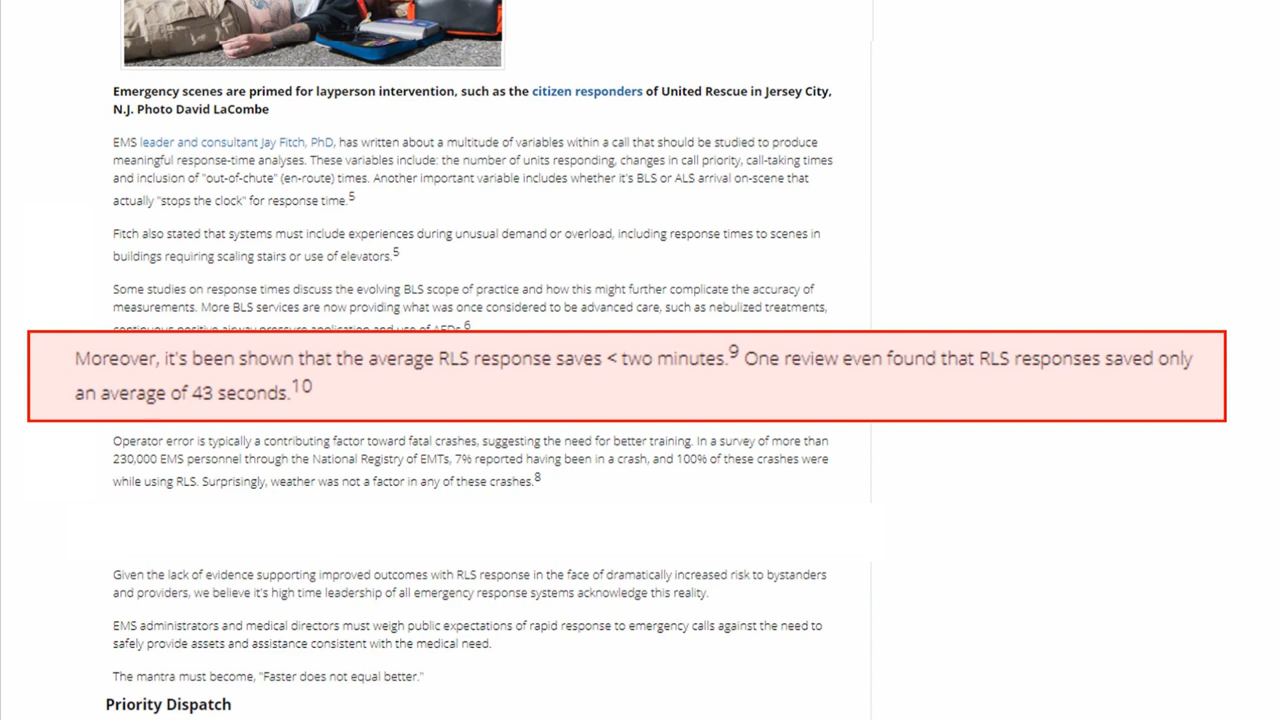 Emergency scenes are primed for layperson intervention, such as the citizen responders of United Rescue in Jersey City,
N.J. Photo David LaCombe
EMS leader and consultant Jay Fitch, PhD, has written about a multitude of variables within a call that should be studied to produce
meaningful response-time analyses. These variables include: the number of units responding, changes in call priority, call-taking times
and inclusion of "out-of-chute" (en-route) times. Another important variable includes whether it's BLS or ALS arrival on-scene that
actually "stops the clock" for response time.5
Fitch also stated that systems must include experiences during unusual demand or overload, including response times to scenes in
buildings requiring scaling stairs or use of elevators.5
Some studies on response times discuss the evolving BLS scope of practice and how this might further complicate the accuracy of
measurements. More BLS services are now providing what was once considered to be advanced care, such as nebulized treatments,
continuous positive airway pressure application and use of AEDs.6
Moreover, it's been shown that the average RLS response saves < two minutes.9 One review even found that RLS responses saved only
an average of 43 seconds.10
Operator error is typically a contributing factor toward fatal crashes, suggesting the need for better training. In a survey of more than
230,000 EMS personnel through the National Registry of EMTs, 7% reported having been in a crash, and 100% of these crashes were
while using RLS. Surprisingly, weather was not a factor in any of these crashes.8
Given the lack of evidence supporting improved outcomes with RLS response in the face of dramatically increased risk to bystanders
and providers, we believe it's high time leadership of all emergency response systems acknowledge this reality.
EMS administrators and medical directors must weigh public expectations of rapid response to emergency calls against the need to
safely provide assets and assistance consistent with the medical need.
The mantra must become, "Faster does not equal better."
Priority Dispatch